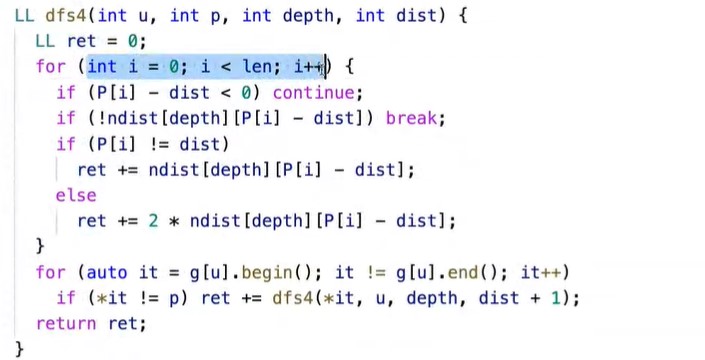 LL dfs4(int u, int p, int depth, int dist) {
  LL ret = 0;
  for (int i = 0; i < len; i++) {
    if (P[i] - dist < 0) continue;
    if (!ndist[depth][P[i] - dist]) break;
    if (P[i] != dist)
      ret += ndist[depth][P[i] - dist];
    else
      ret += 2 * ndist[depth][P[i] - dist];
  }
  for (auto it = g[u].begin(); it != g[u].end(); it++)
    if (*it != p) ret += dfs4(*it, u, depth, dist + 1);
  return ret;
}